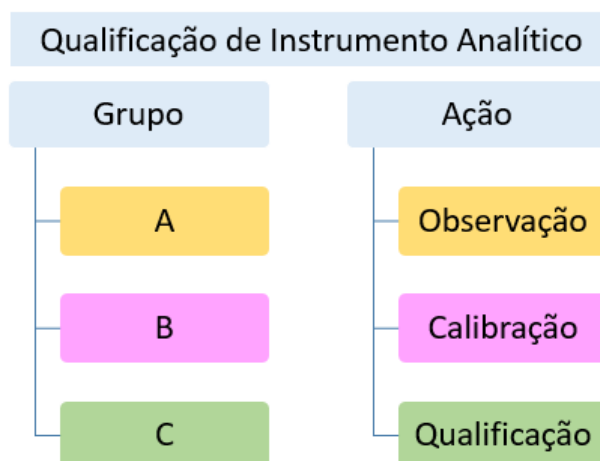 Qualificação de Instrumento Analítico
Grupo
Ação
A
Observação
B
Calibração
C
Qualificação